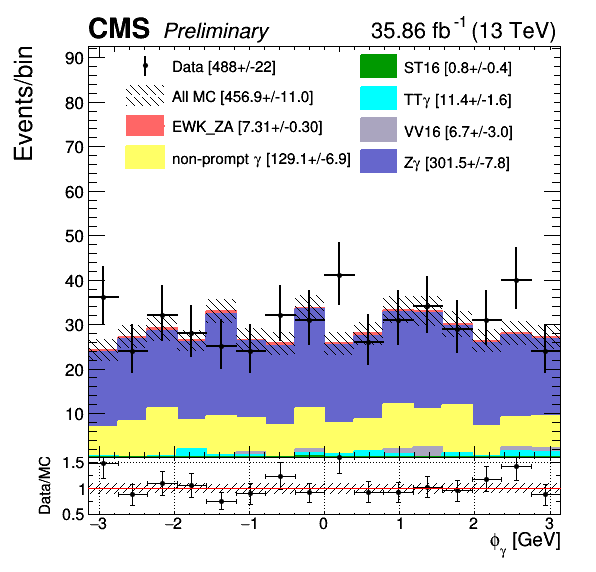 CMS Preliminary 35.86 fb⁻¹ (13 TeV)
Events/bin
90
80
70
60
50
40
30
20
10
Data [488+/-22]
All MC [456.9+/-11.0]
EWK_ZA [7.31+/-0.30]
non-prompt γ [129.1+/-6.9]
ST16 [0.8+/-0.4]
TTγ [11.4+/-1.6]
VV16 [6.7+/-3.0]
Zγ [301.5+/-7.8]
Data/MC
1.5
1
0.5
−3 −2 −1 0 1 2 3
ϕγ [GeV]